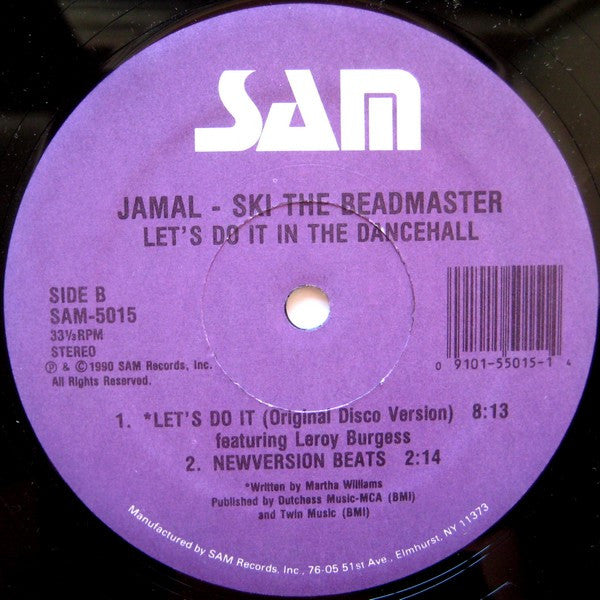 SAM
JAMAL - SKI THE BEADMASTER
LET'S DO IT IN THE DANCEHALL
SIDE B
SAM-5015
33⅓RPM
STEREO
℗ & ©1990 SAM Records, Inc.
All Rights Reserved.
0 9101-55015-1 4
1. *LET'S DO IT (Original Disco Version) 8:13
featuring Leroy Burgess
2. NEWVERSION BEATS 2:14
*Written by Martha Williams
Published by Dutchess Music-MCA (BMI)
and Twin Music (BMI)
Manufactured by SAM Records, Inc., 76-05 51st Ave., Elmhurst, NY 11373